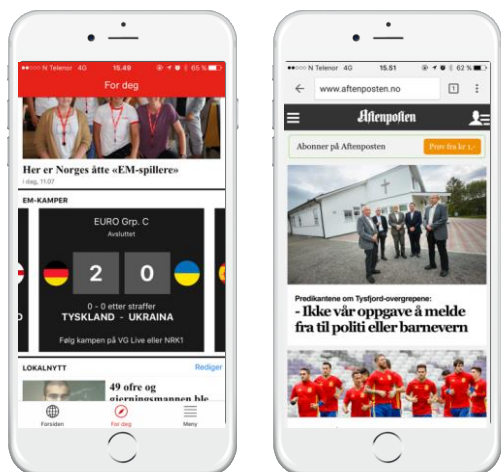 N Telenor 4G 15.49 65 %
For deg
Her er Norges åtte «EM-spillere»
I dag, 11.07
EM-KAMPER
EURO Grp. C
Avsluttet
2 0
0 - 0 etter straffer
TYSKLAND - UKRAINA
Følg kampen på VG Live eller NRK1
LOKALNYTT Rediger
49 ofre og
gjerningsmannen ble
Forsiden For deg Meny
N Telenor 4G 15.51 62 %
www.aftenposten.no 1
Aftenposten
Abonner på Aftenposten Prøv fra kr 1,-
Predikantene om Tysfjord-overgrepene:
- Ikke vår oppgave å melde
fra til politi eller barnevern